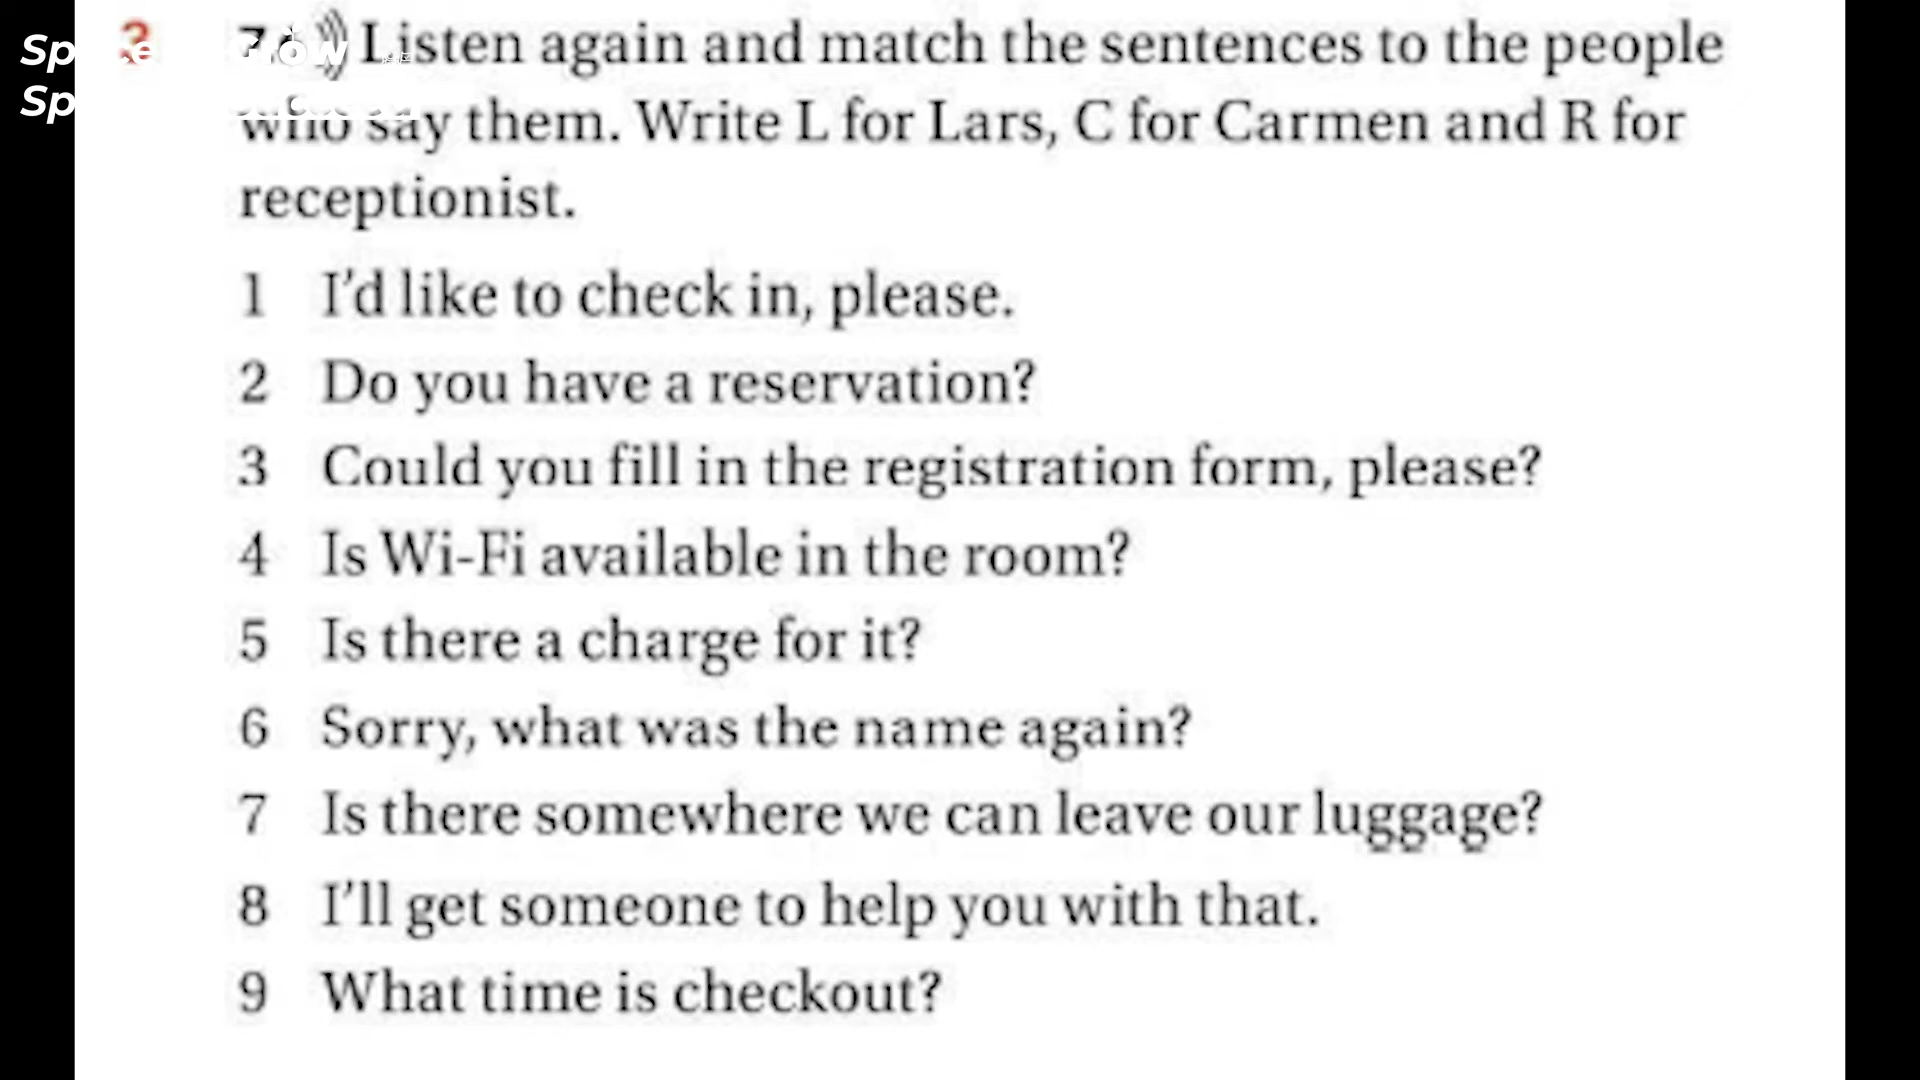 3 Listen again and match the sentences to the people
who say them. Write L for Lars, C for Carmen and R for
receptionist.
1 I'd like to check in, please.
2 Do you have a reservation?
3 Could you fill in the registration form, please?
4 Is Wi-Fi available in the room?
5 Is there a charge for it?
6 Sorry, what was the name again?
7 Is there somewhere we can leave our luggage?
8 I'll get someone to help you with that.
9 What time is checkout?